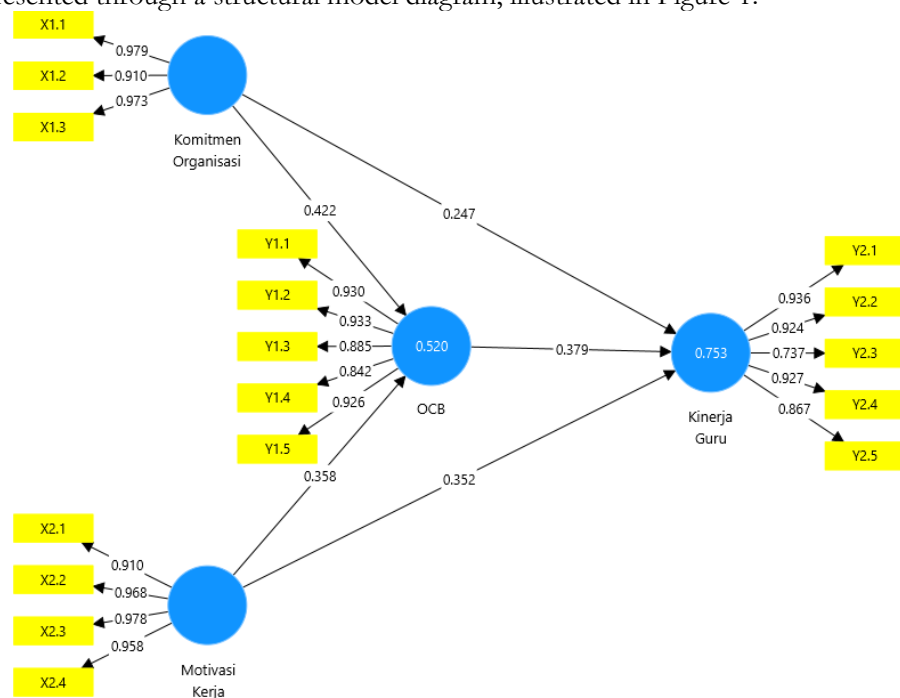 presented through a structural model diagram, illustrated in Figure 1.
X1.1
0.979
X1.2
0.910
X1.3
0.973
Komitmen
Organisasi
0.422
0.247
Y1.1
0.930
Y1.2
0.933
Y1.3
0.885
Y1.4
0.842
Y1.5
0.926
0.520
OCB
0.379
0.753
Kinerja
Guru
Y2.1
0.936
Y2.2
0.924
Y2.3
0.737
Y2.4
0.927
Y2.5
0.867
0.358
0.352
X2.1
0.910
X2.2
0.968
X2.3
0.978
X2.4
0.958
Motivasi
Kerja